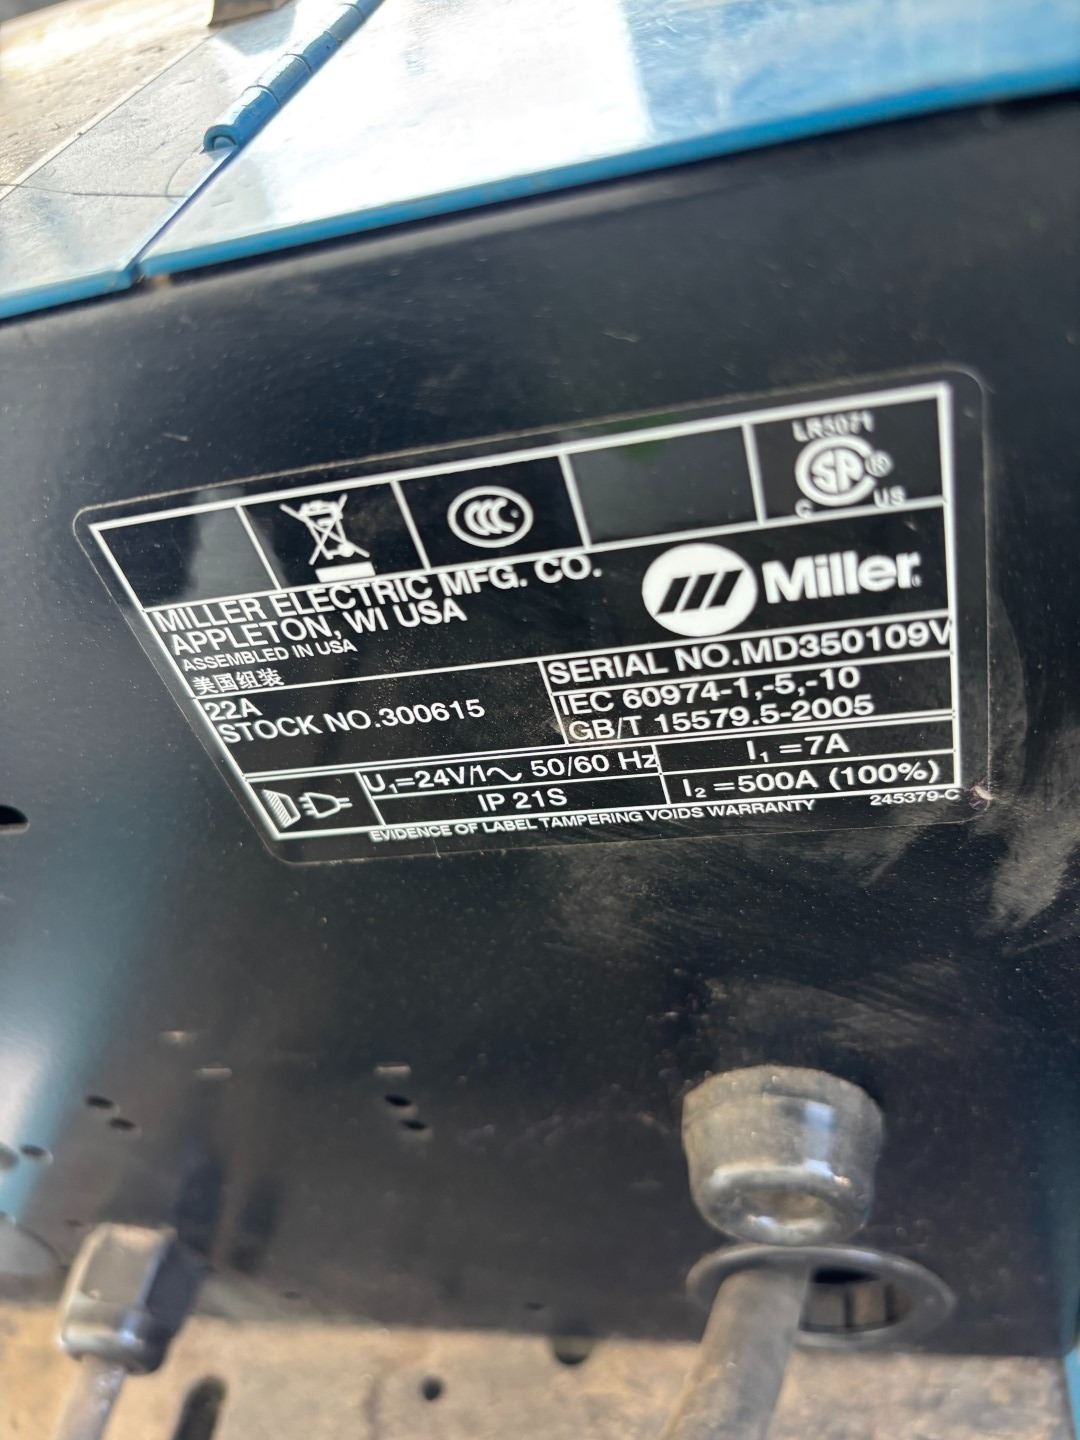 LR5071
CCC
SA®
C US
MILLER ELECTRIC MFG. CO.
APPLETON, WI USA
ASSEMBLED IN USA
美国组装
Miller®
22A
STOCK NO.300615
SERIAL NO.MD350109V
IEC 60974-1,-5,-10
GB/T 15579.5-2005
U₁=24V/1~ 50/60 Hz
IP 21S
I₁ =7A
I₂ =500A (100%)
EVIDENCE OF LABEL TAMPERING VOIDS WARRANTY
245379-C